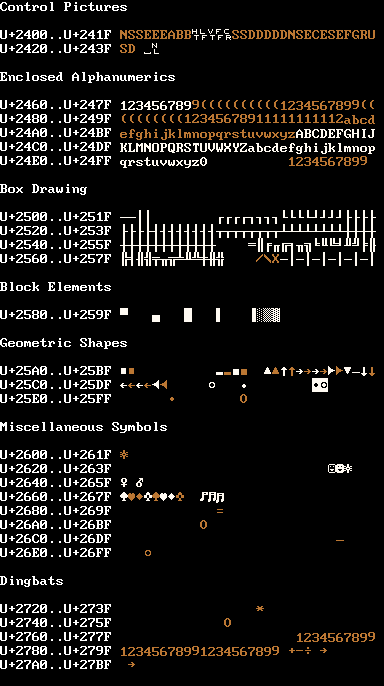 Control Pictures
U+2400..U+241F NSSEEEABB␉␊␋␌␍SSDDDDDNSECESEFGRU
U+2420..U+243F SD ␣␤
Enclosed Alphanumerics
U+2460..U+247F 1234567899((((((((((123456789(((
U+2480..U+249F ((((((((12345678911111111111abcd
U+24A0..U+24BF efghijklmnopqrstuvwxyzABCDEFGHIJ
U+24C0..U+24DF KLMNOPQRSTUVWXYZabcdefghijklmnop
U+24E0..U+24FF qrstuvwxyz0 123456789
Box Drawing
U+2500..U+251F
U+2520..U+253F
U+2540..U+255F
U+2560..U+257F
Block Elements
U+2580..U+259F
Geometric Shapes
U+25A0..U+25BF
U+25C0..U+25DF
U+25E0..U+25FF
Miscellaneous Symbols
U+2600..U+261F
U+2620..U+263F
U+2640..U+265F
U+2660..U+267F
U+2680..U+269F
U+26A0..U+26BF
U+26C0..U+26DF
U+26E0..U+26FF
Dingbats
U+2720..U+273F
U+2740..U+275F
U+2760..U+277F 123456789
U+2780..U+279F 12345678991234567899 +−÷ →
U+27A0..U+27BF →